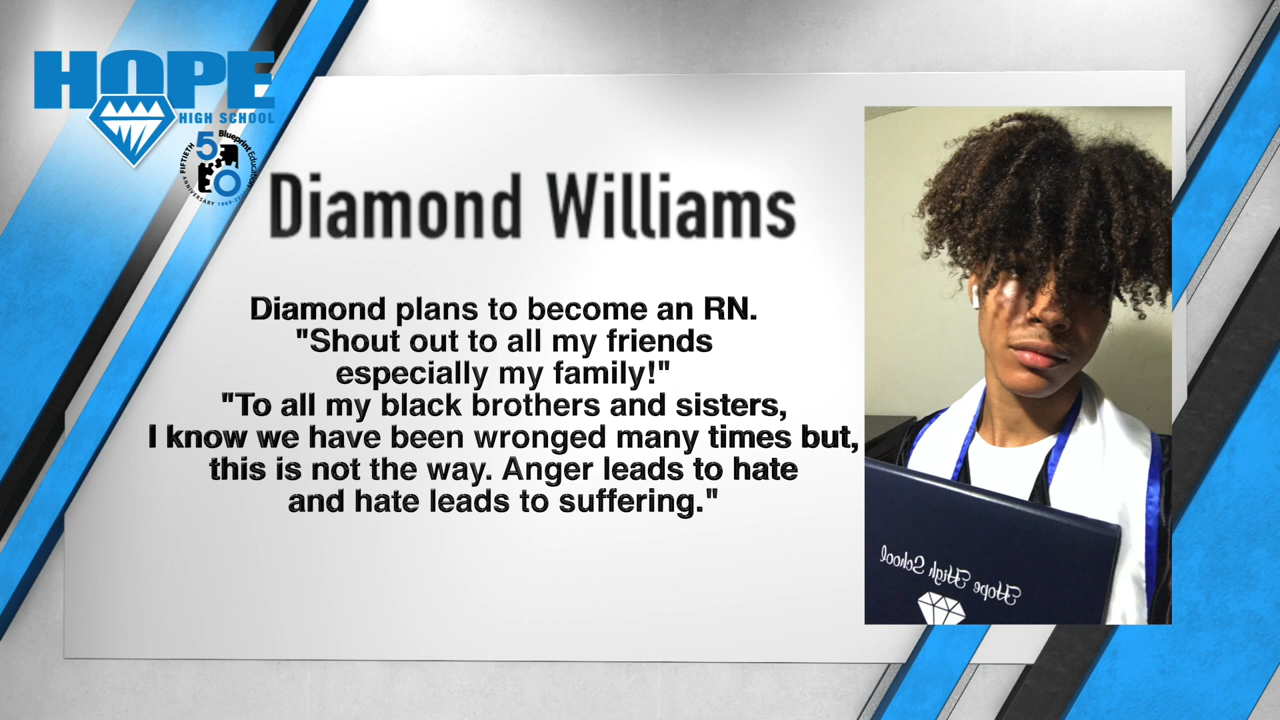 HOPE
HIGH SCHOOL
Blueprint Education
50
FIFTIETH
ANNIVERSARY
Diamond Williams
Diamond plans to become an RN.
"Shout out to all my friends
especially my family!"
"To all my black brothers and sisters,
I know we have been wronged many times but,
this is not the way. Anger leads to hate
and hate leads to suffering."
Hope High School